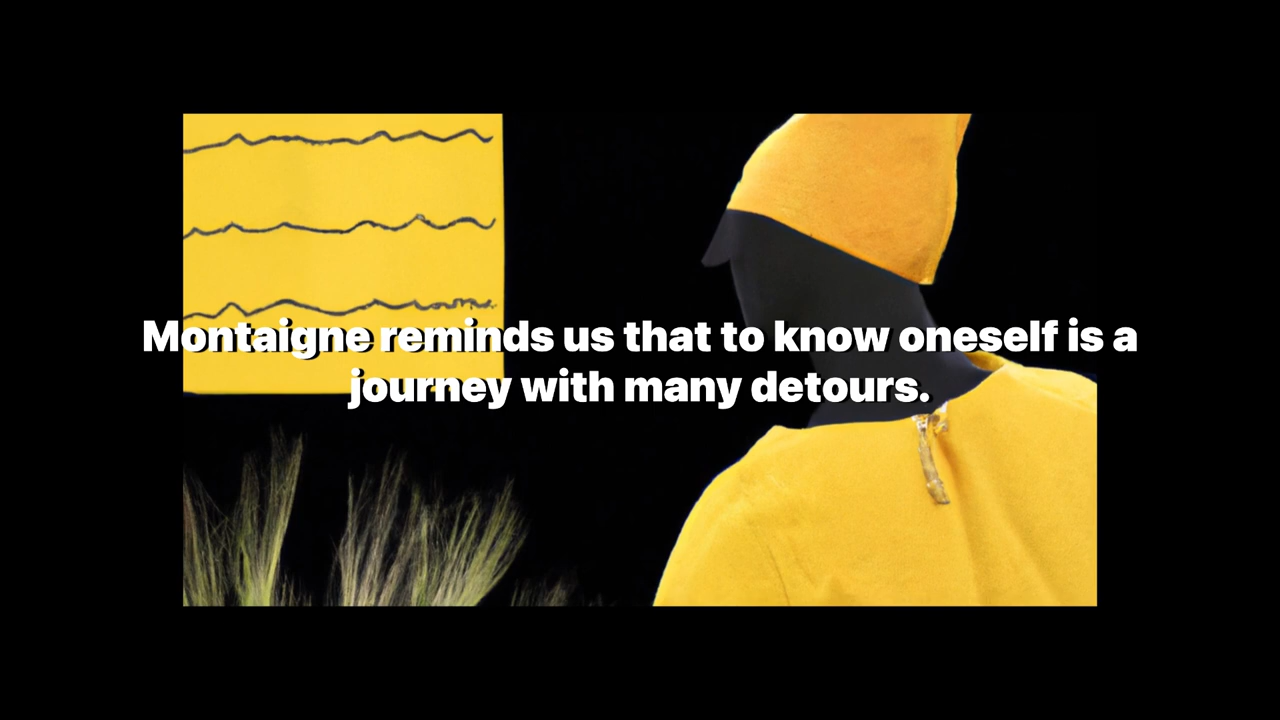 Montaigne reminds us that to know oneself is a
journey with many detours.